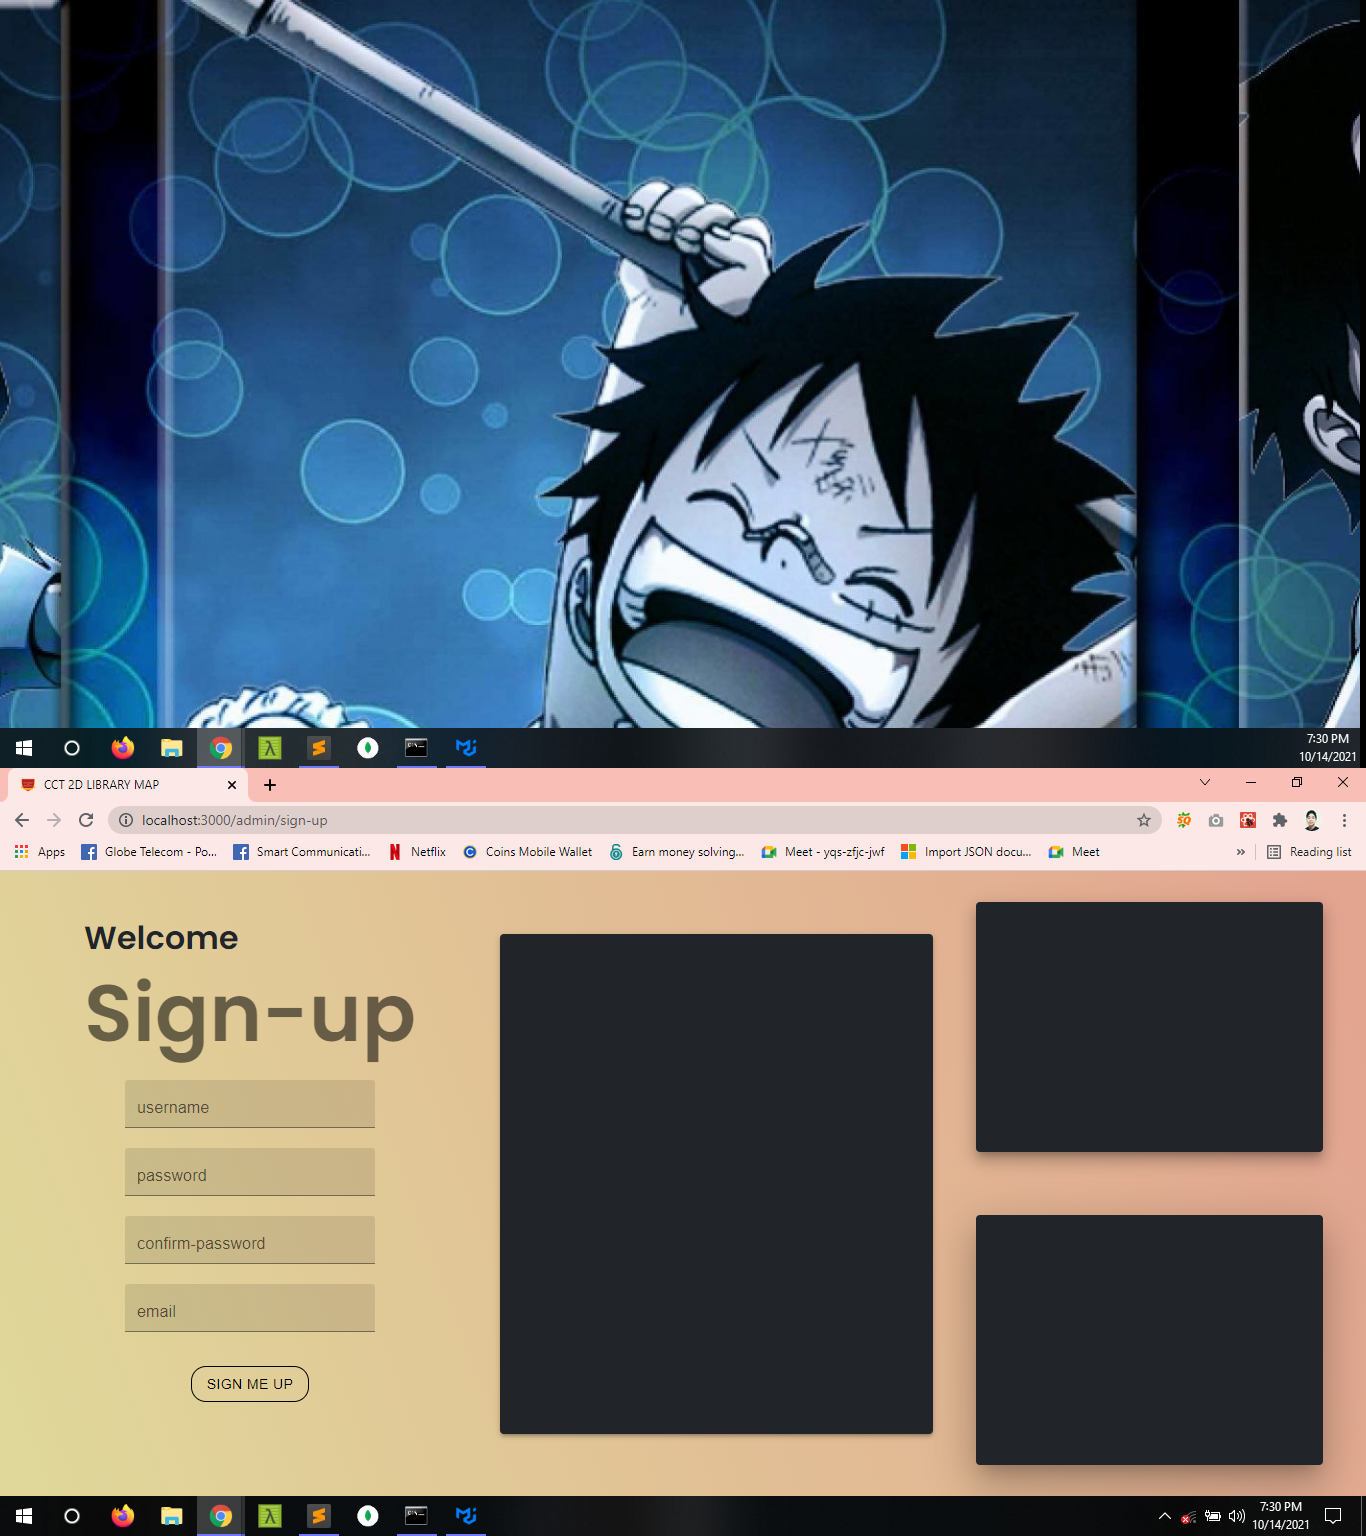 7:30 PM
10/14/2021
CCT 2D LIBRARY MAP
localhost:3000/admin/sign-up
Apps
Globe Telecom - Po...
Smart Communicati...
Netflix
Coins Mobile Wallet
Earn money solving...
Meet - yqs-zfjc-jwf
Import JSON docu...
Meet
»
Reading list
Welcome
Sign-up
username
password
confirm-password
email
SIGN ME UP
7:30 PM
10/14/2021